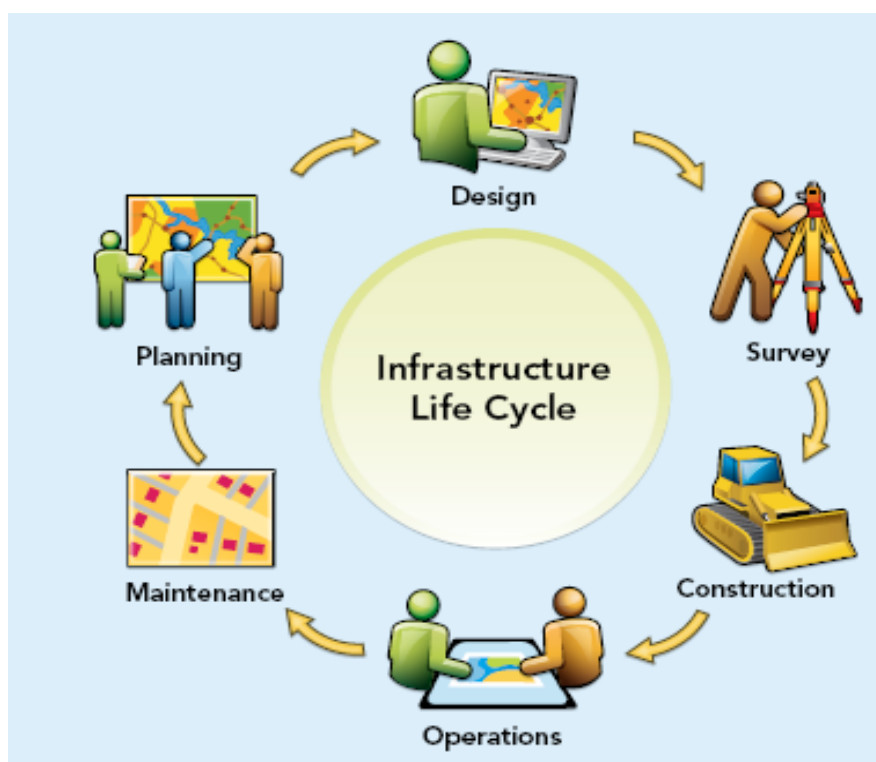 Design
Survey
Planning
Infrastructure
Life Cycle
Construction
Maintenance
Operations